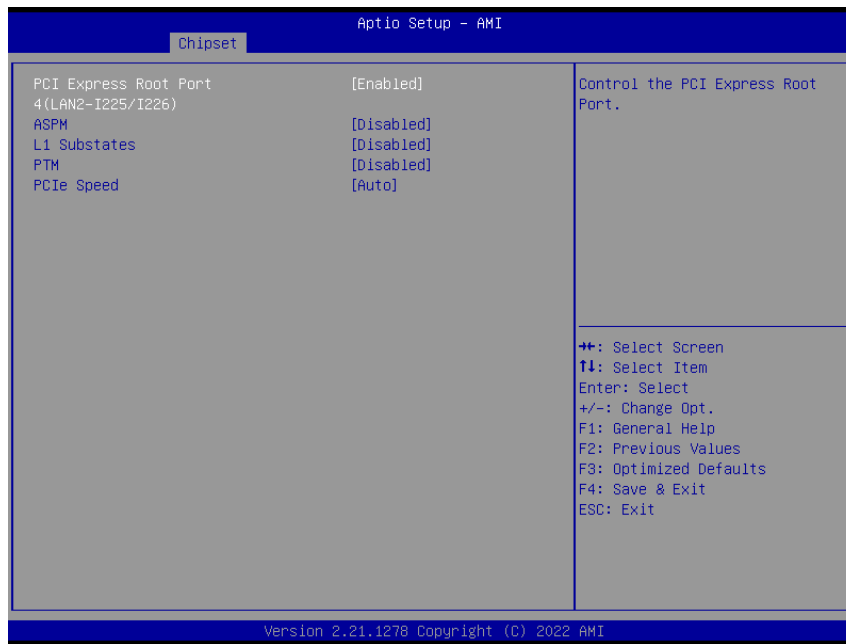 Aptio Setup – AMI
Chipset
PCI Express Root Port [Enabled]
4(LAN2-I225/I226)
ASPM [Disabled]
L1 Substates [Disabled]
PTM [Disabled]
PCIe Speed [Auto]
Control the PCI Express Root
Port.
→←: Select Screen
↑↓: Select Item
Enter: Select
+/-: Change Opt.
F1: General Help
F2: Previous Values
F3: Optimized Defaults
F4: Save & Exit
ESC: Exit
Version 2.21.1278 Copyright (C) 2022 AMI